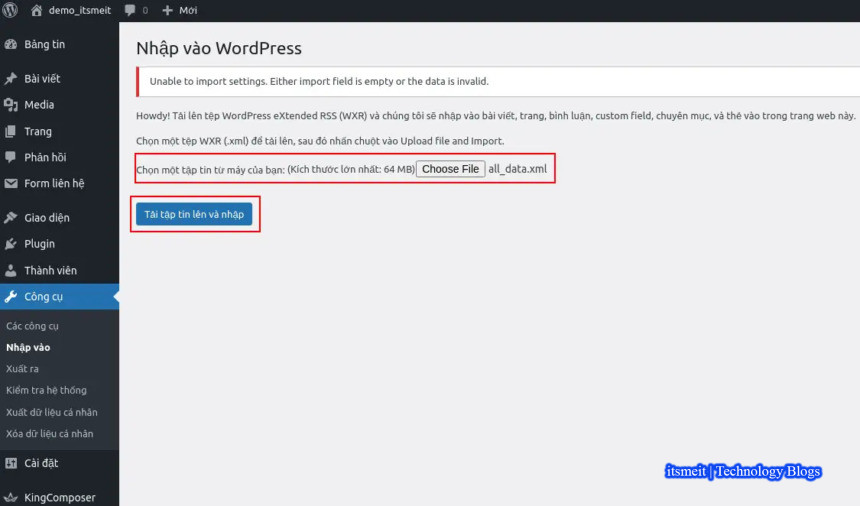 demo_itsmeit 0 Mới
Bảng tin
Bài viết
Media
Trang
Phản hồi
Form liên hệ
Giao diện
Plugin
Thành viên
Công cụ
Các công cụ
Nhập vào
Xuất ra
Kiểm tra hệ thống
Xuất dữ liệu cá nhân
Xóa dữ liệu cá nhân
Cài đặt
KingComposer
Nhập vào WordPress
Unable to import settings. Either import field is empty or the data is invalid.
Howdy! Tải lên tệp WordPress eXtended RSS (WXR) và chúng tôi sẽ nhập vào bài viết, trang, bình luận, custom field, chuyên mục, và thẻ vào trong trang web này.
Chọn một tệp WXR (.xml) để tải lên, sau đó nhấn chuột vào Upload file and Import.
Chọn một tập tin từ máy của bạn: (Kích thước lớn nhất: 64 MB) Choose File all_data.xml
Tải tập tin lên và nhập
itsmeit | Technology Blogs